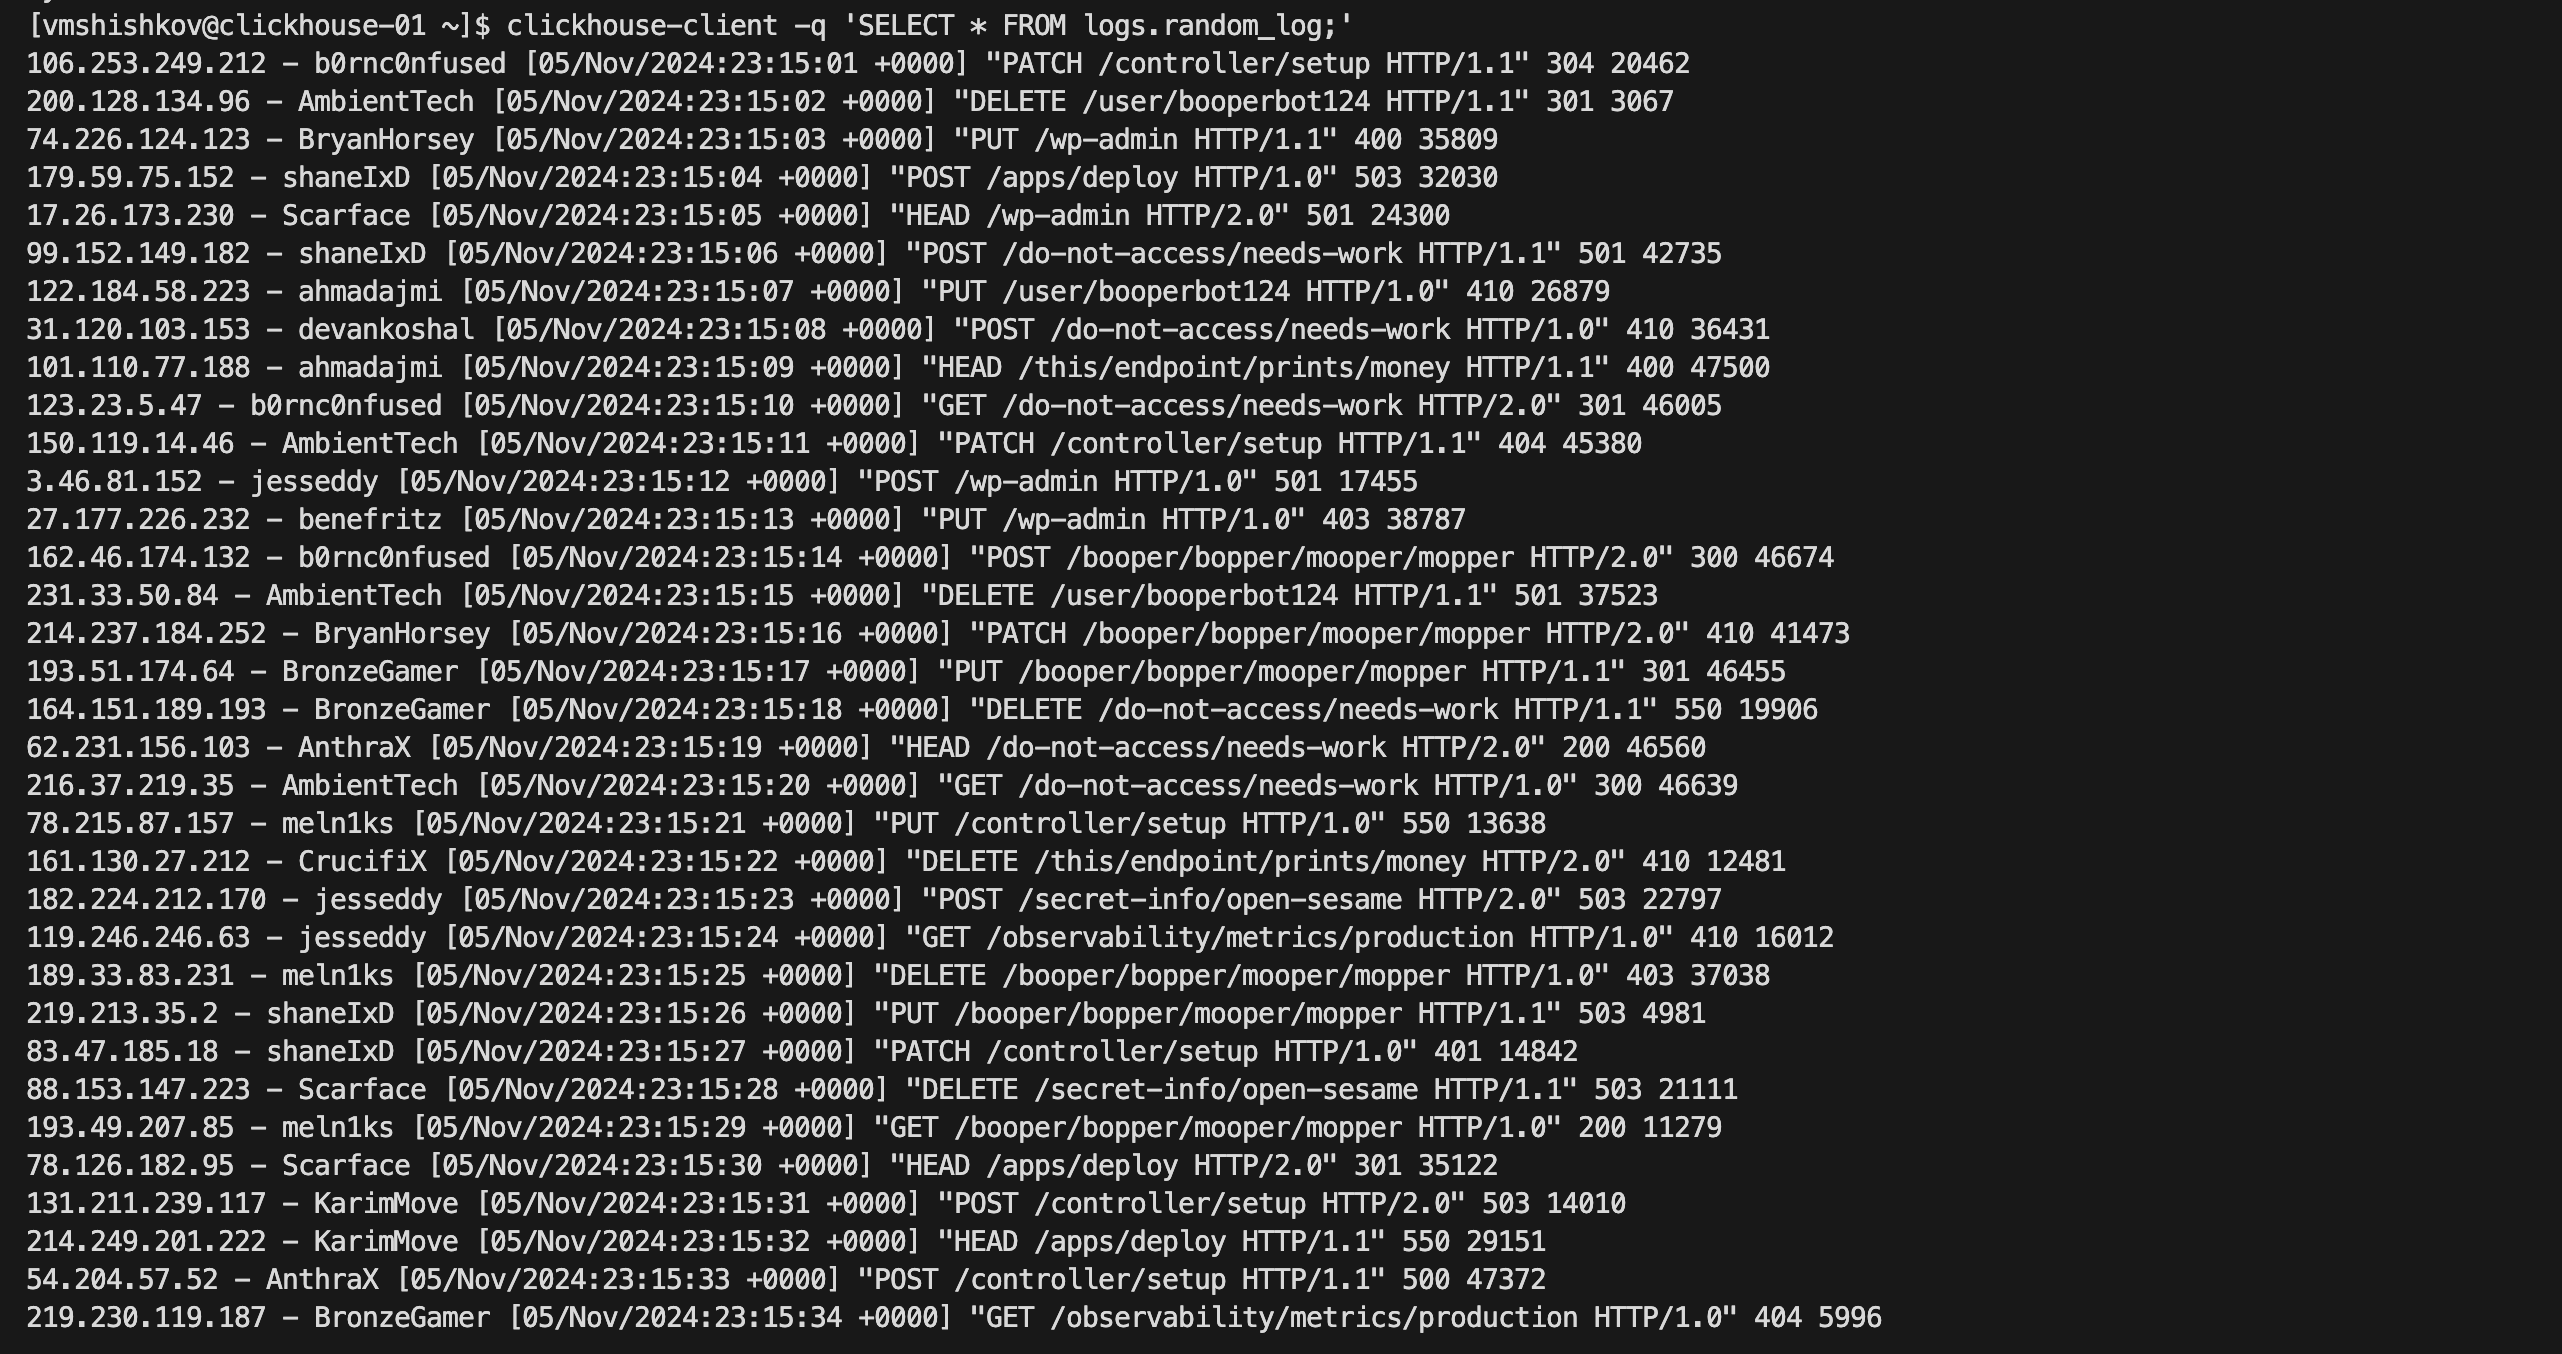 [vmshishkov@clickhouse-01 ~]$ clickhouse-client -q 'SELECT * FROM logs.random_log;'
106.253.249.212 - b0rnc0nfused [05/Nov/2024:23:15:01 +0000] "PATCH /controller/setup HTTP/1.1" 304 20462
200.128.134.96 - AmbientTech [05/Nov/2024:23:15:02 +0000] "DELETE /user/booperbot124 HTTP/1.1" 301 3067
74.226.124.123 - BryanHorsey [05/Nov/2024:23:15:03 +0000] "PUT /wp-admin HTTP/1.1" 400 35809
179.59.75.152 - shaneIxD [05/Nov/2024:23:15:04 +0000] "POST /apps/deploy HTTP/1.0" 503 32030
17.26.173.230 - Scarface [05/Nov/2024:23:15:05 +0000] "HEAD /wp-admin HTTP/2.0" 501 24300
99.152.149.182 - shaneIxD [05/Nov/2024:23:15:06 +0000] "POST /do-not-access/needs-work HTTP/1.1" 501 42735
122.184.58.223 - ahmadajmi [05/Nov/2024:23:15:07 +0000] "PUT /user/booperbot124 HTTP/1.0" 410 26879
31.120.103.153 - devankoshal [05/Nov/2024:23:15:08 +0000] "POST /do-not-access/needs-work HTTP/1.0" 410 36431
101.110.77.188 - ahmadajmi [05/Nov/2024:23:15:09 +0000] "HEAD /this/endpoint/prints/money HTTP/1.1" 400 47500
123.23.5.47 - b0rnc0nfused [05/Nov/2024:23:15:10 +0000] "GET /do-not-access/needs-work HTTP/2.0" 301 46005
150.119.14.46 - AmbientTech [05/Nov/2024:23:15:11 +0000] "PATCH /controller/setup HTTP/1.1" 404 45380
3.46.81.152 - jesseddy [05/Nov/2024:23:15:12 +0000] "POST /wp-admin HTTP/1.0" 501 17455
27.177.226.232 - benefritz [05/Nov/2024:23:15:13 +0000] "PUT /wp-admin HTTP/1.0" 403 38787
162.46.174.132 - b0rnc0nfused [05/Nov/2024:23:15:14 +0000] "POST /booper/bopper/mooper/mopper HTTP/2.0" 300 46674
231.33.50.84 - AmbientTech [05/Nov/2024:23:15:15 +0000] "DELETE /user/booperbot124 HTTP/1.1" 501 37523
214.237.184.252 - BryanHorsey [05/Nov/2024:23:15:16 +0000] "PATCH /booper/bopper/mooper/mopper HTTP/2.0" 410 41473
193.51.174.64 - BronzeGamer [05/Nov/2024:23:15:17 +0000] "PUT /booper/bopper/mooper/mopper HTTP/1.1" 301 46455
164.151.189.193 - BronzeGamer [05/Nov/2024:23:15:18 +0000] "DELETE /do-not-access/needs-work HTTP/1.1" 550 19906
62.231.156.103 - AnthraX [05/Nov/2024:23:15:19 +0000] "HEAD /do-not-access/needs-work HTTP/2.0" 200 46560
216.37.219.35 - AmbientTech [05/Nov/2024:23:15:20 +0000] "GET /do-not-access/needs-work HTTP/1.0" 300 46639
78.215.87.157 - meln1ks [05/Nov/2024:23:15:21 +0000] "PUT /controller/setup HTTP/1.0" 550 13638
161.130.27.212 - CrucifiX [05/Nov/2024:23:15:22 +0000] "DELETE /this/endpoint/prints/money HTTP/2.0" 410 12481
182.224.212.170 - jesseddy [05/Nov/2024:23:15:23 +0000] "POST /secret-info/open-sesame HTTP/2.0" 503 22797
119.246.246.63 - jesseddy [05/Nov/2024:23:15:24 +0000] "GET /observability/metrics/production HTTP/1.0" 410 16012
189.33.83.231 - meln1ks [05/Nov/2024:23:15:25 +0000] "DELETE /booper/bopper/mooper/mopper HTTP/1.0" 403 37038
219.213.35.2 - shaneIxD [05/Nov/2024:23:15:26 +0000] "PUT /booper/bopper/mooper/mopper HTTP/1.1" 503 4981
83.47.185.18 - shaneIxD [05/Nov/2024:23:15:27 +0000] "PATCH /controller/setup HTTP/1.0" 401 14842
88.153.147.223 - Scarface [05/Nov/2024:23:15:28 +0000] "DELETE /secret-info/open-sesame HTTP/1.1" 503 21111
193.49.207.85 - meln1ks [05/Nov/2024:23:15:29 +0000] "GET /booper/bopper/mooper/mopper HTTP/1.0" 200 11279
78.126.182.95 - Scarface [05/Nov/2024:23:15:30 +0000] "HEAD /apps/deploy HTTP/2.0" 301 35122
131.211.239.117 - KarimMove [05/Nov/2024:23:15:31 +0000] "POST /controller/setup HTTP/2.0" 503 14010
214.249.201.222 - KarimMove [05/Nov/2024:23:15:32 +0000] "HEAD /apps/deploy HTTP/1.1" 550 29151
54.204.57.52 - AnthraX [05/Nov/2024:23:15:33 +0000] "POST /controller/setup HTTP/1.1" 500 47372
219.230.119.187 - BronzeGamer [05/Nov/2024:23:15:34 +0000] "GET /observability/metrics/production HTTP/1.0" 404 5996